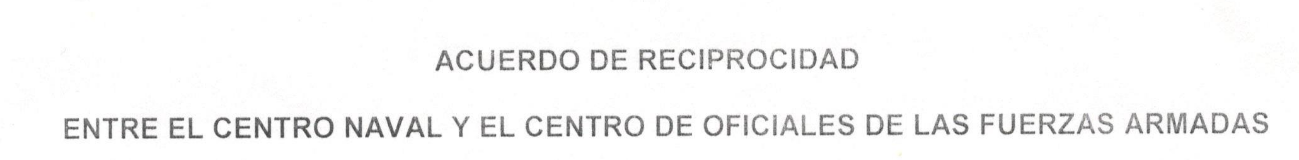 ACUERDO DE RECIPROCIDAD
ENTRE EL CENTRO NAVAL Y EL CENTRO DE OFICIALES DE LAS FUERZAS ARMADAS